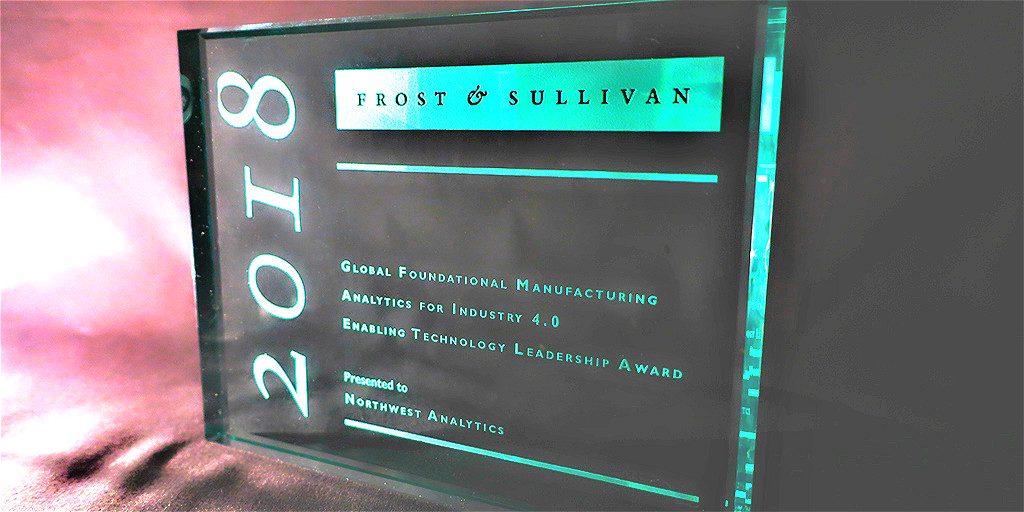 2018
FROST & SULLIVAN
GLOBAL FOUNDATIONAL MANUFACTURING
ANALYTICS FOR INDUSTRY 4.0
ENABLING TECHNOLOGY LEADERSHIP AWARD
Presented to
NORTHWEST ANALYTICS